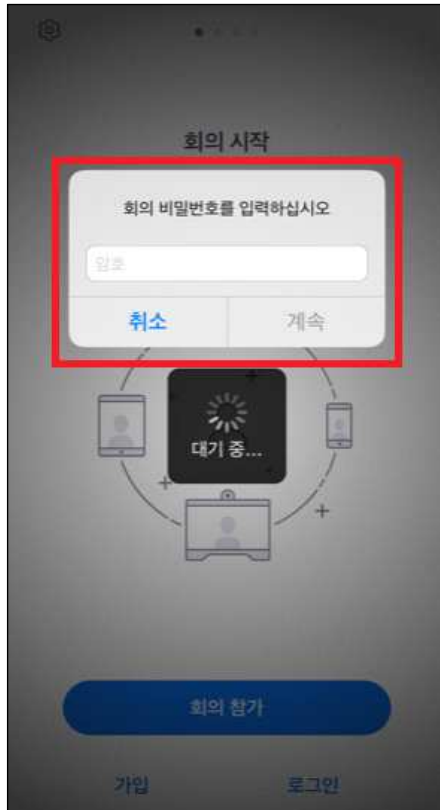 회의 시작
회의 비밀번호를 입력하십시오
암호
취소
계속
대기 중...
회의 참가
가입
로그인